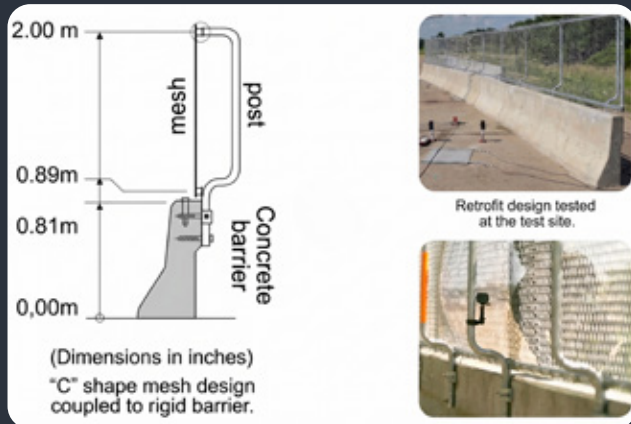 2.00 m
mesh
post
0.89m
0.81m
Concrete
barrier
0,00m
(Dimensions in inches)
"C" shape mesh design
coupled to rigid barrier.
Retrofit design tested
at the test site.